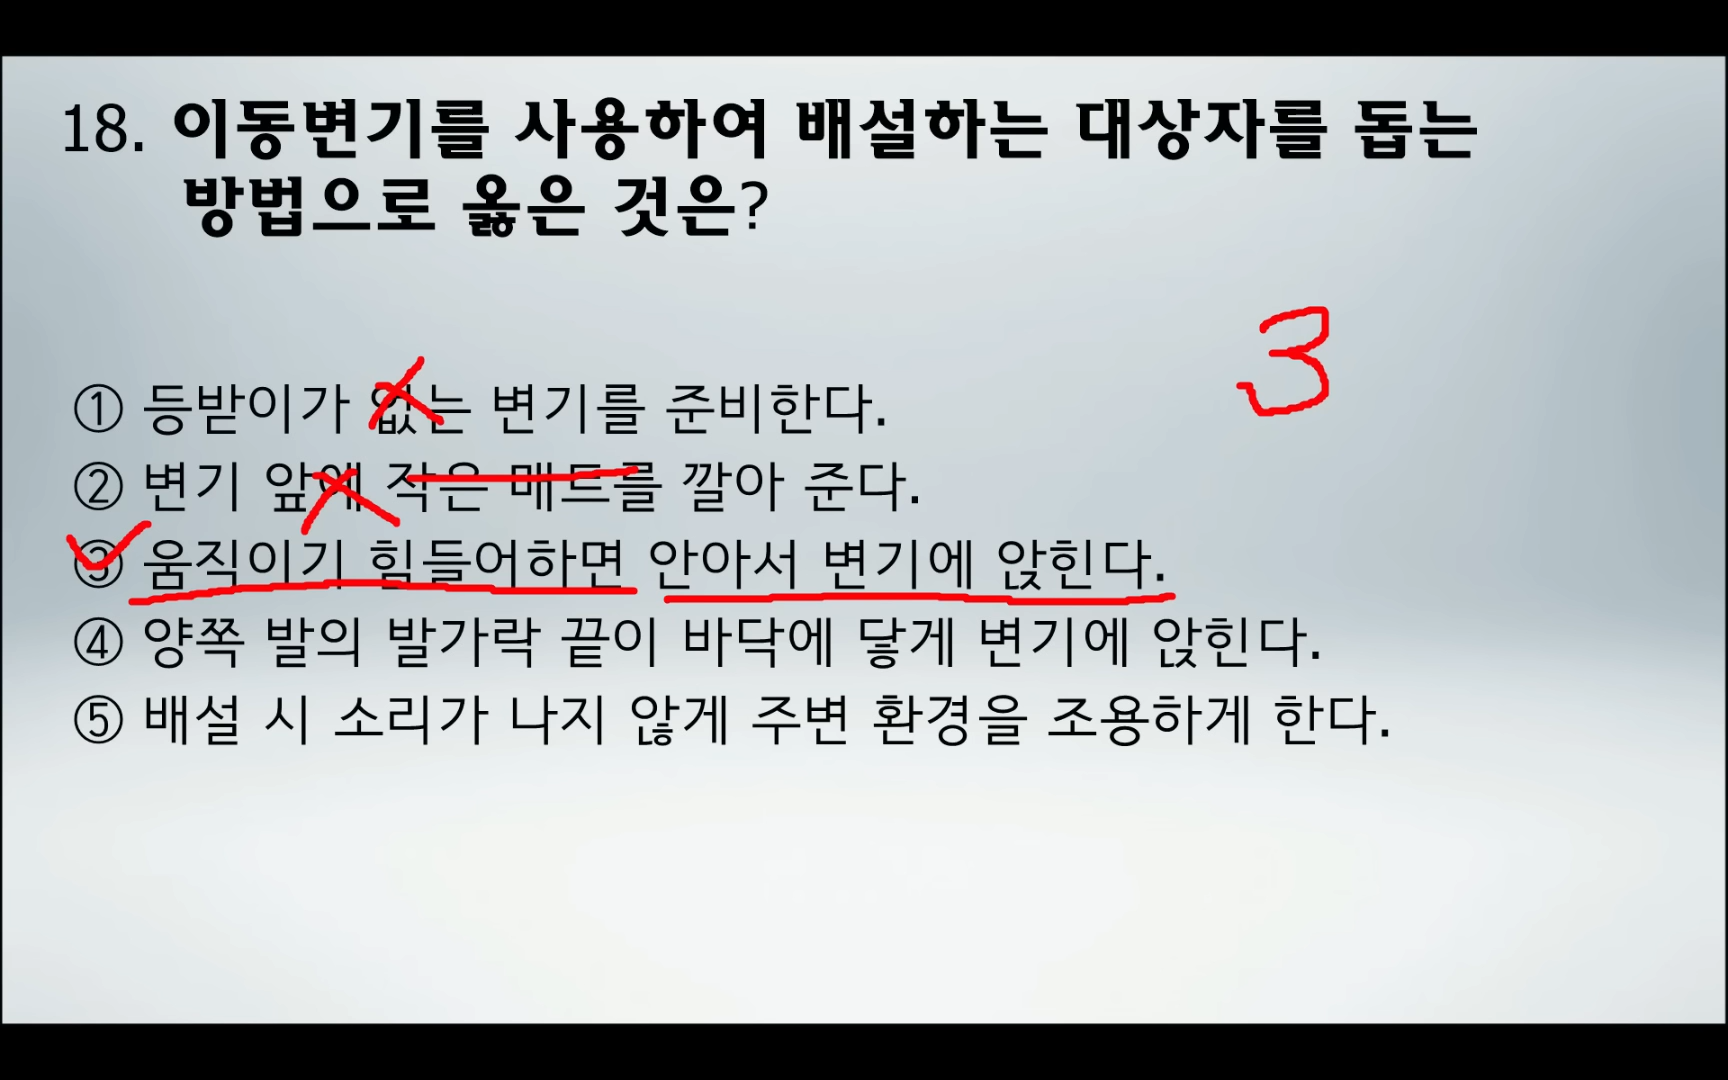 18. 이동변기를 사용하여 배설하는 대상자를 돕는
방법으로 옳은 것은?
3
① 등받이가 없는 변기를 준비한다.
② 변기 앞에 작은 매트를 깔아 준다.
③ 움직이기 힘들어하면 안아서 변기에 앉힌다.
④ 양쪽 발의 발가락 끝이 바닥에 닿게 변기에 앉힌다.
⑤ 배설 시 소리가 나지 않게 주변 환경을 조용하게 한다.